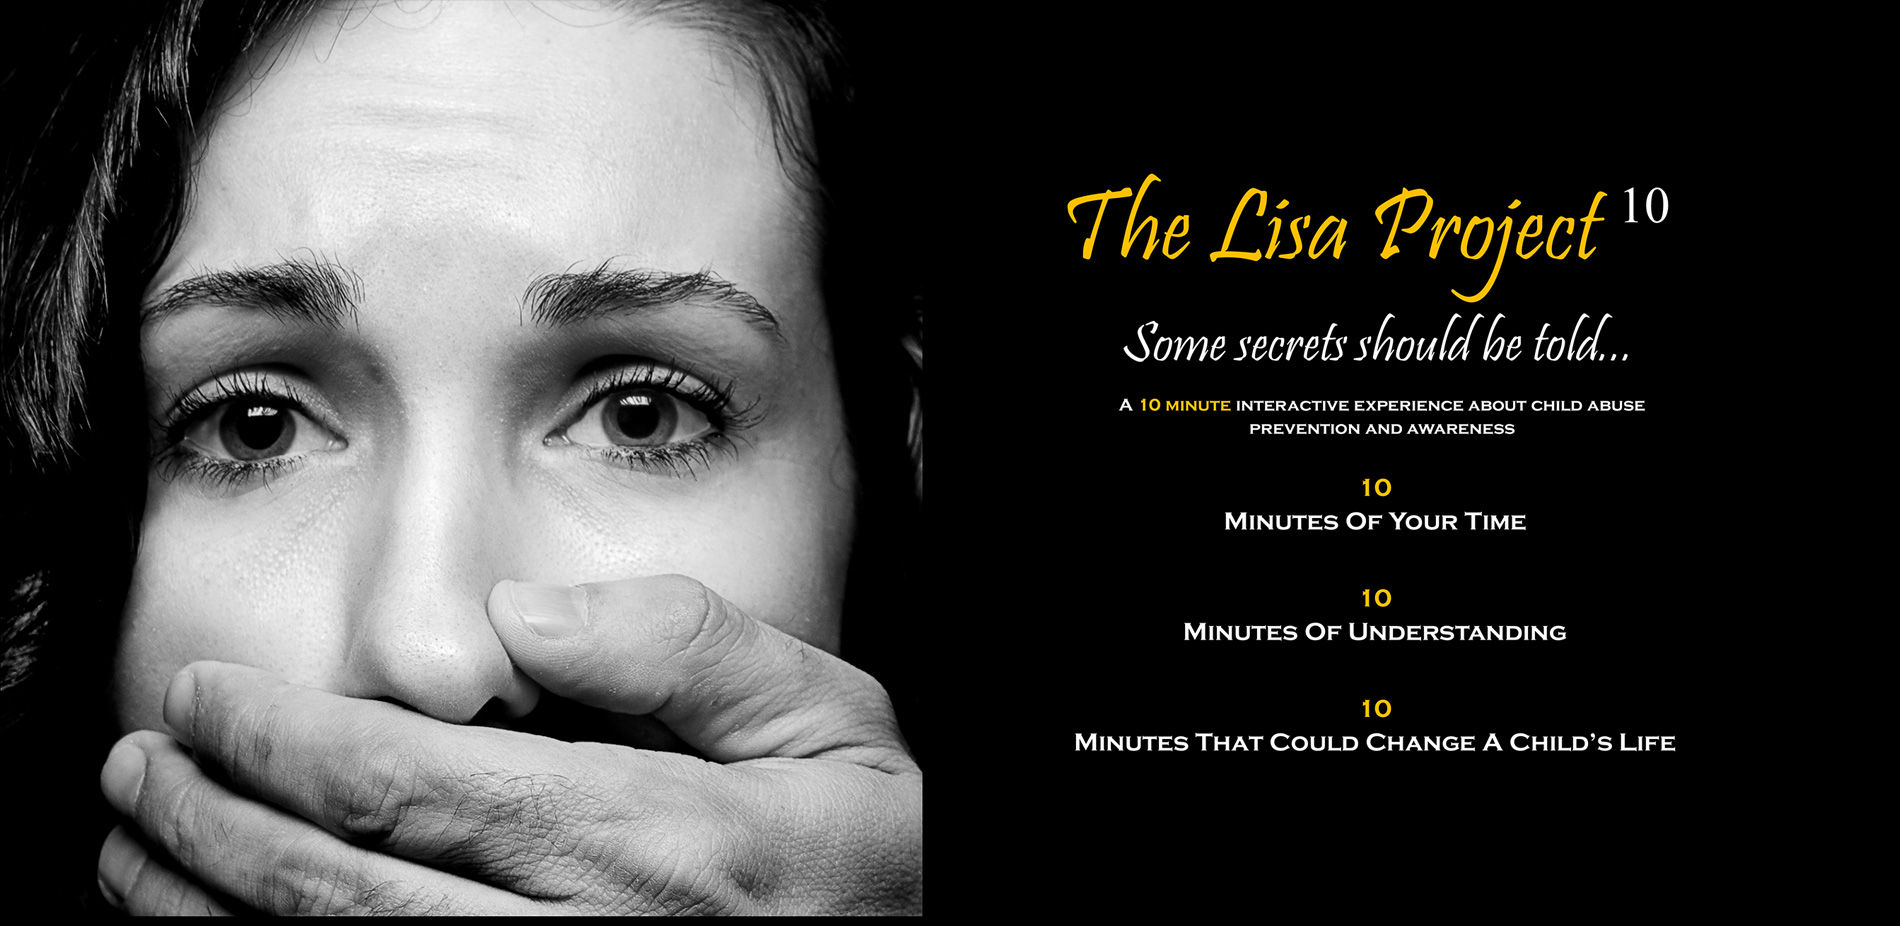 The Lisa Project 10
Some secrets should be told...
A 10 MINUTE INTERACTIVE EXPERIENCE ABOUT CHILD ABUSE
PREVENTION AND AWARENESS
10
Minutes Of Your Time
10
Minutes Of Understanding
10
Minutes That Could Change A Child's Life